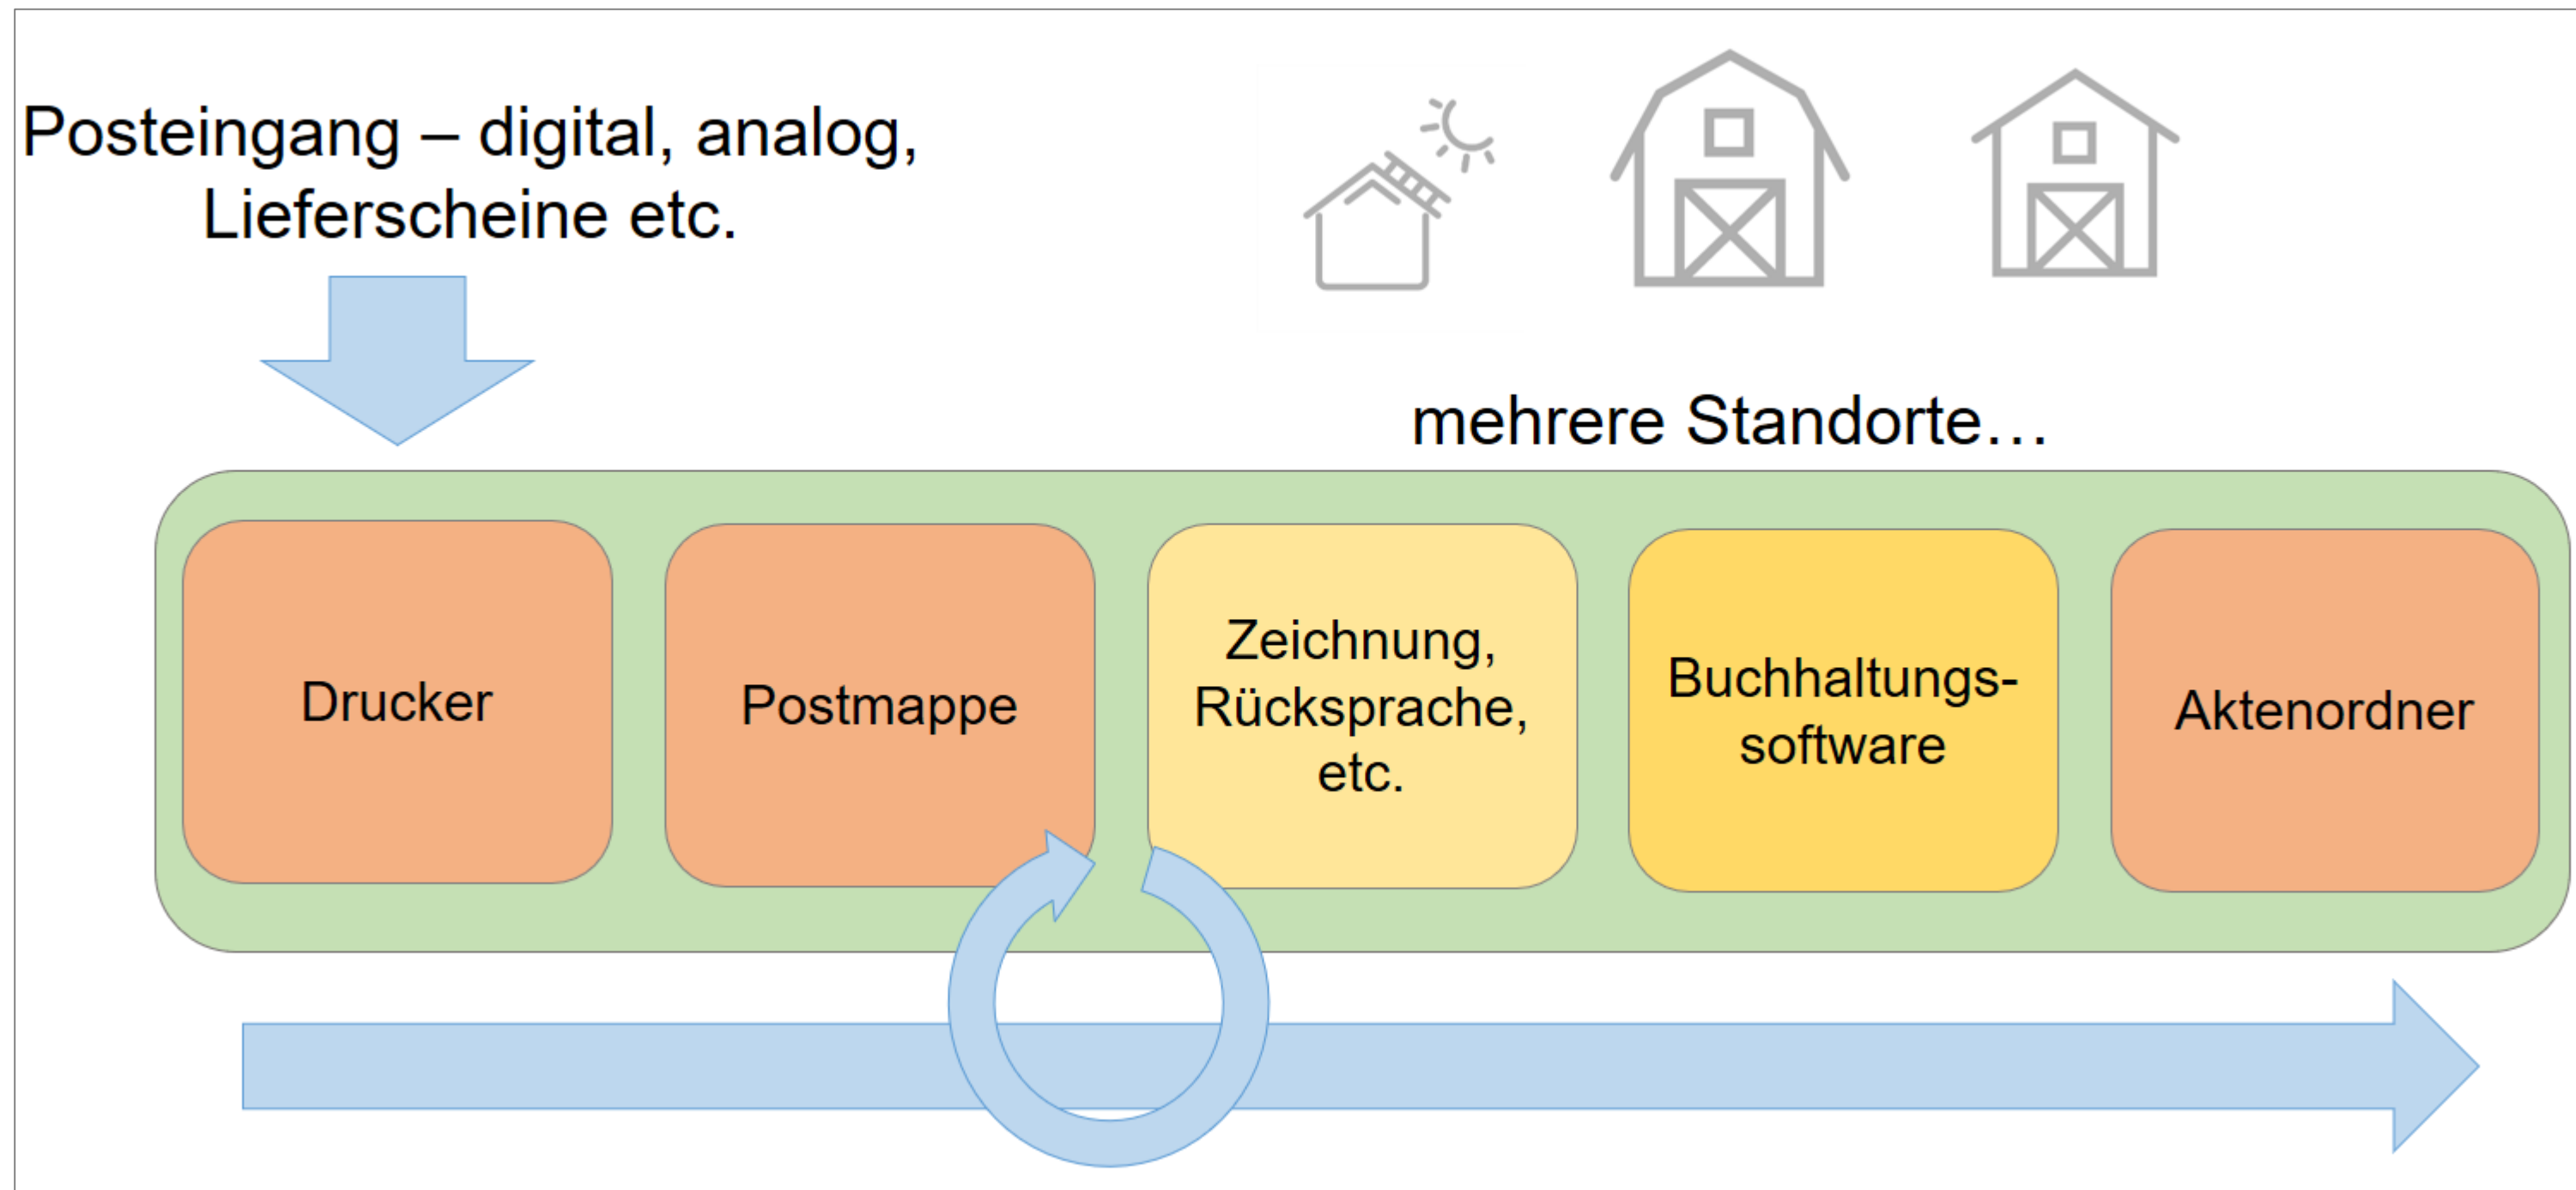 Posteingang – digital, analog,
Lieferscheine etc.
mehrere Standorte…
Drucker
Postmappe
Zeichnung,
Rücksprache,
etc.
Buchhaltungs-
software
Aktenordner